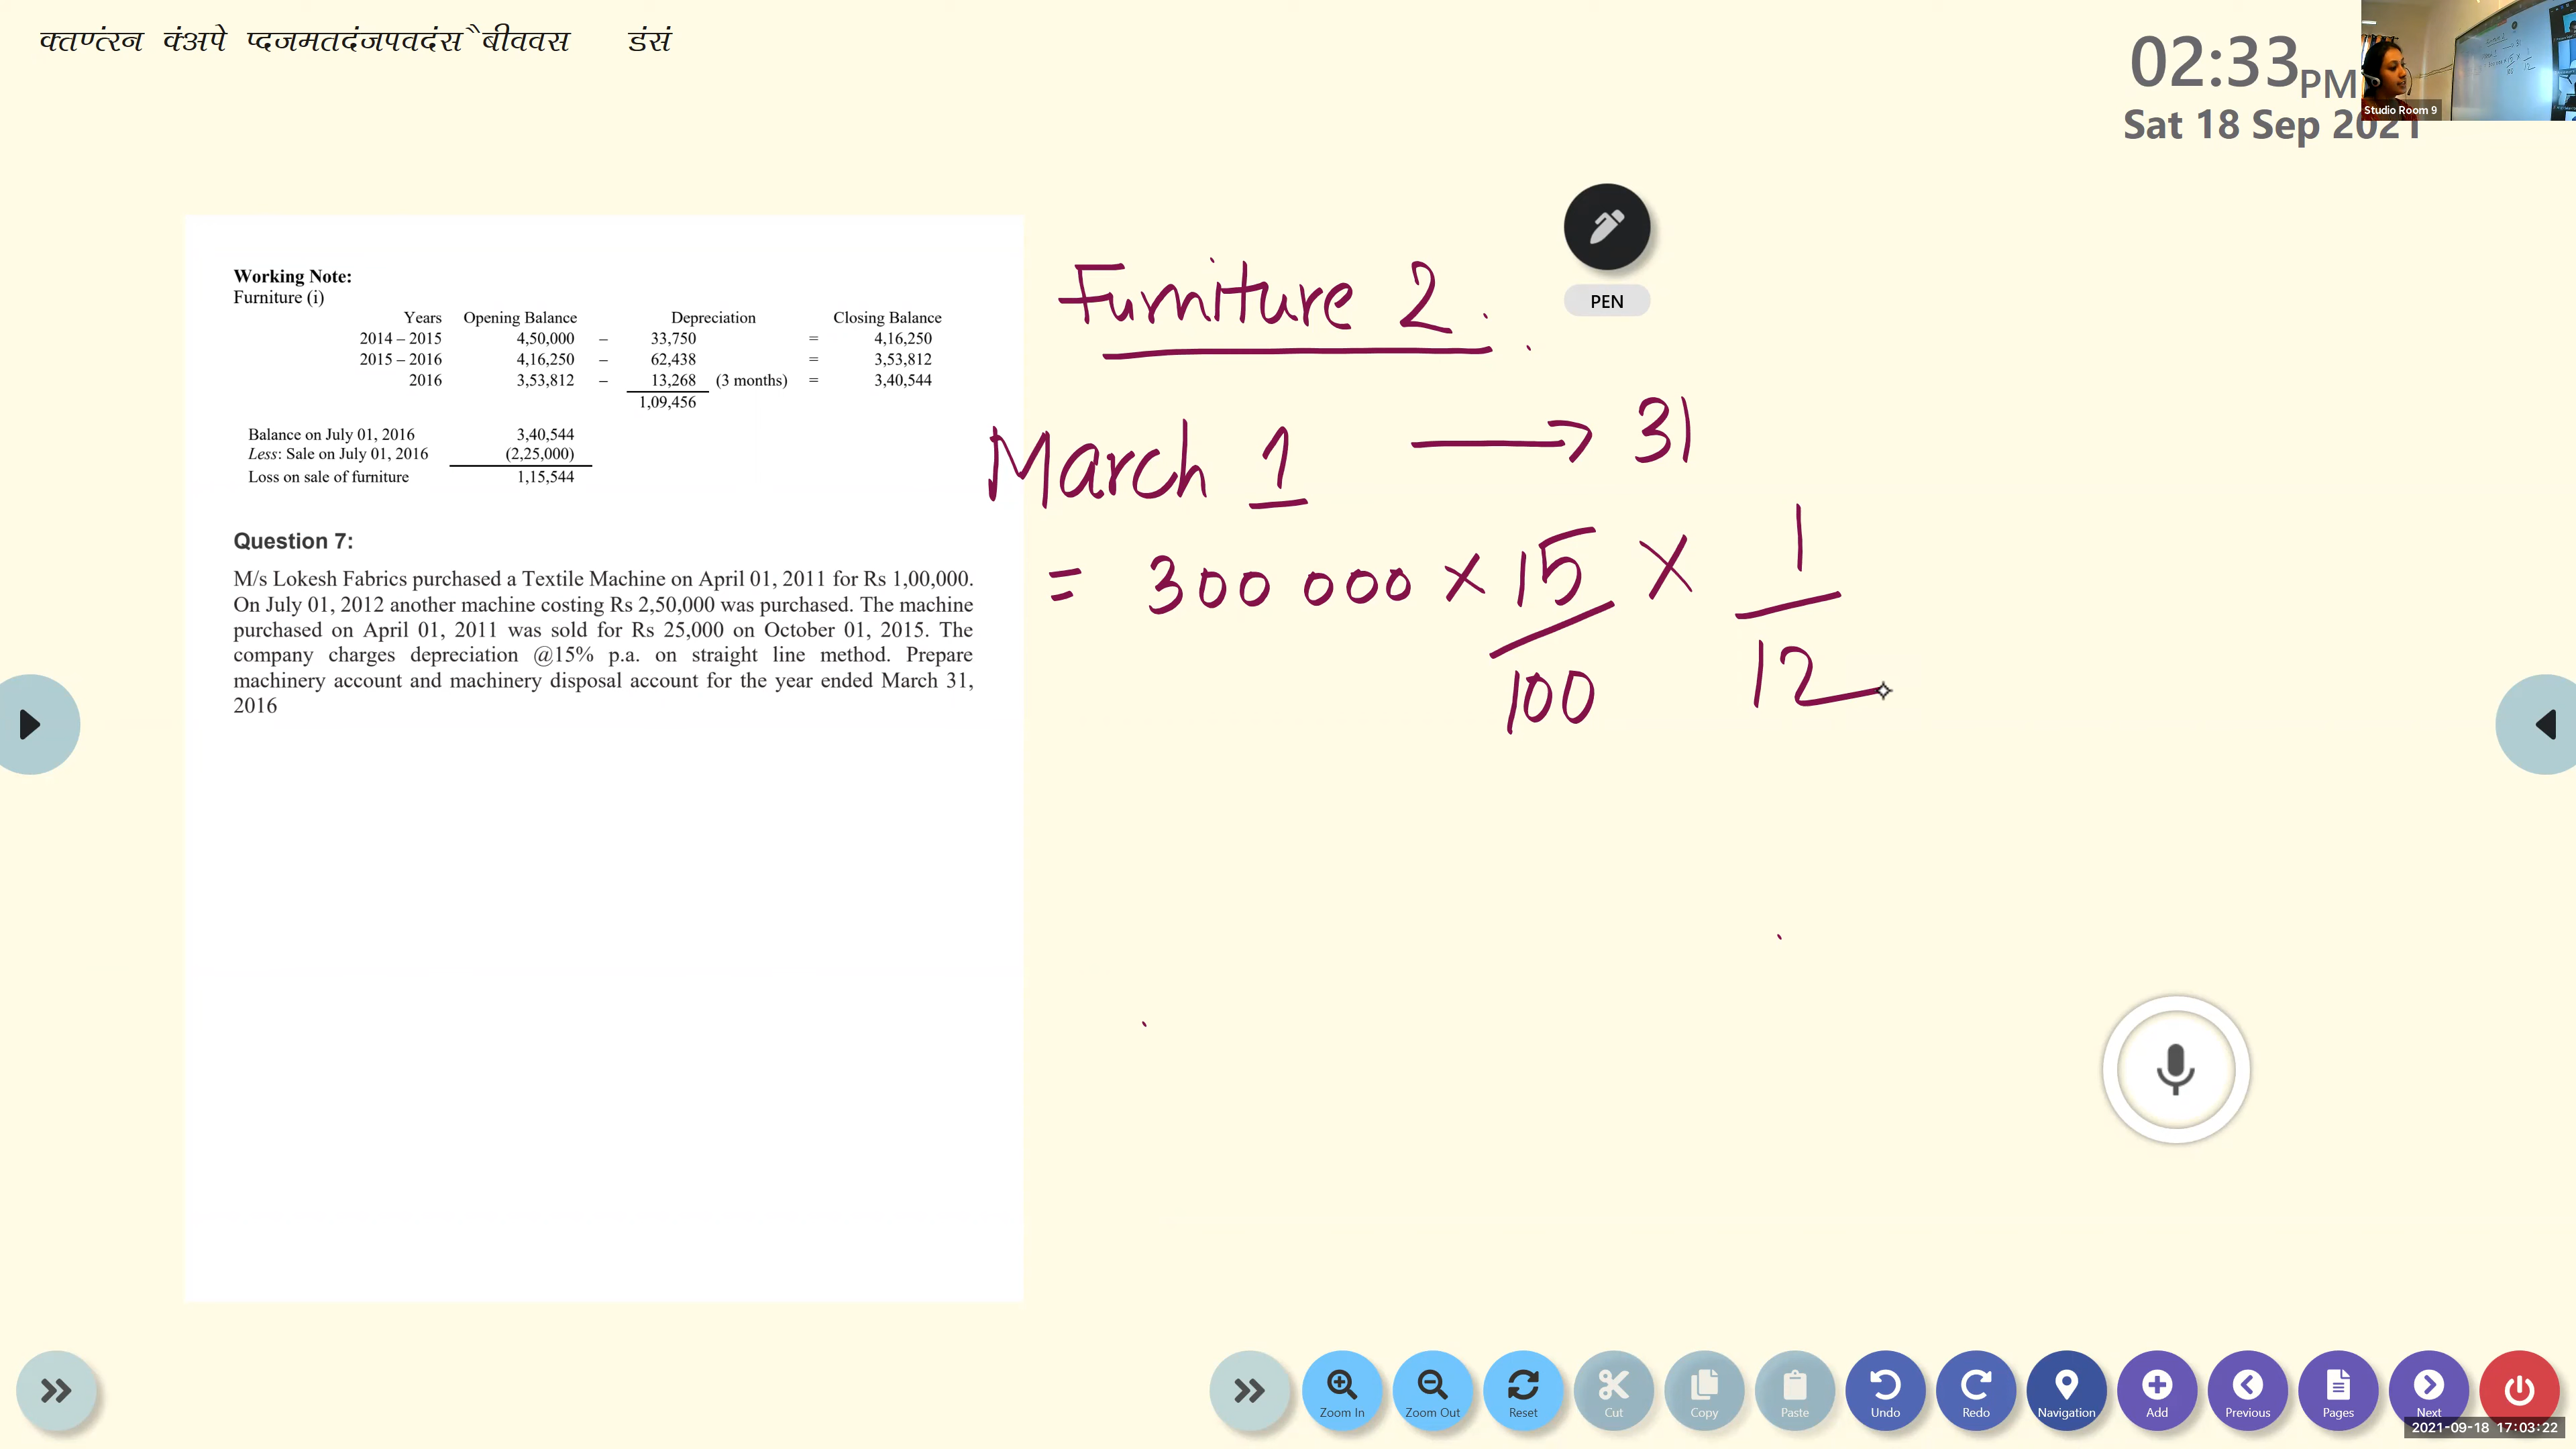 क्तण्तंरन कंअपे प्दजमतदंजपवदंस ैबीववस डंसं
02:33 PM
Sat 18 Sep 2021
Studio Room 9
PEN
Working Note:
Furniture (i)
Years Opening Balance Depreciation Closing Balance
2014 – 2015 4,50,000 – 33,750 = 4,16,250
2015 – 2016 4,16,250 – 62,438 = 3,53,812
2016 3,53,812 – 13,268 (3 months) = 3,40,544
1,09,456
Balance on July 01, 2016 3,40,544
Less: Sale on July 01, 2016 (2,25,000)
Loss on sale of furniture 1,15,544
Question 7:
M/s Lokesh Fabrics purchased a Textile Machine on April 01, 2011 for Rs 1,00,000.
On July 01, 2012 another machine costing Rs 2,50,000 was purchased. The machine
purchased on April 01, 2011 was sold for Rs 25,000 on October 01, 2015. The
company charges depreciation @15% p.a. on straight line method. Prepare
machinery account and machinery disposal account for the year ended March 31,
2016
Furniture 2.
March 1 → 31
= 300 000 × 15/100 × 1/12
Zoom In
Zoom Out
Reset
Cut
Copy
Paste
Undo
Redo
Navigation
Add
Previous
Pages
Next
2021-09-18 17:03:22